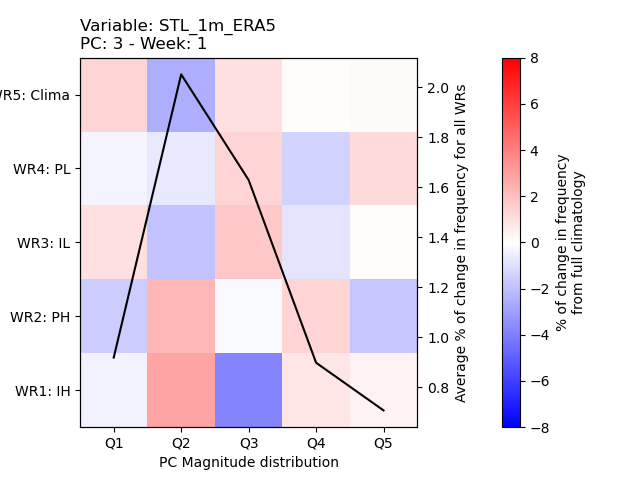 Variable: STL_1m_ERA5
PC: 3 - Week: 1
WR5: Clima
WR4: PL
WR3: IL
WR2: PH
WR1: IH
Q1 Q2 Q3 Q4 Q5
PC Magnitude distribution
2.0
1.8
1.6
1.4
1.2
1.0
0.8
Average % of change in frequency for all WRs
8
6
4
2
0
−2
−4
−6
−8
% of change in frequency
from full climatology